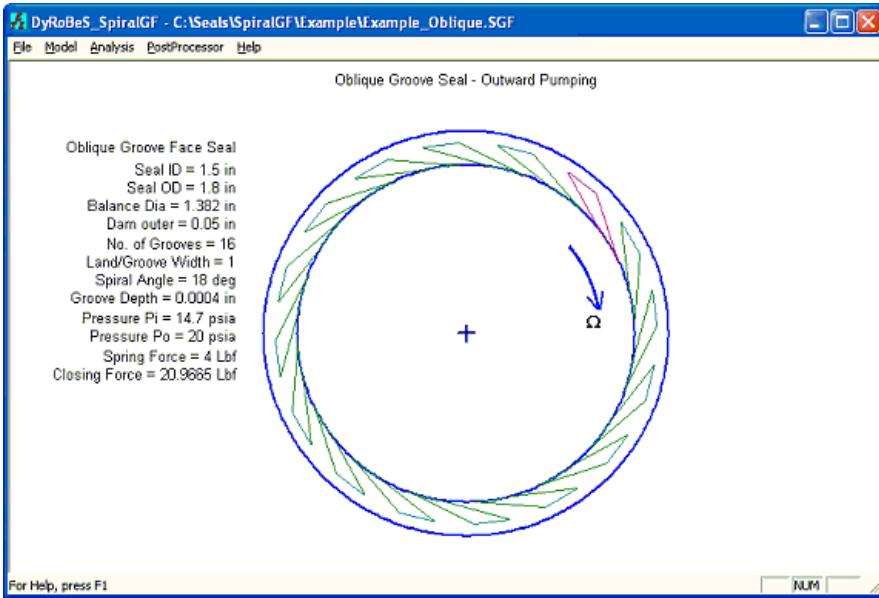 DyRoBeS_SpiralGF - C:\Seals\SpiralGF\Example\Example_Oblique.SGF
File Model Analysis PostProcessor Help
Oblique Groove Seal - Outward Pumping
Oblique Groove Face Seal
Seal ID = 1.5 in
Seal OD = 1.8 in
Balance Dia = 1.382 in
Dam outer = 0.05 in
No. of Grooves = 16
Land/Groove Width = 1
Spiral Angle = 18 deg
Groove Depth = 0.0004 in
Pressure Pi = 14.7 psia
Pressure Po = 20 psia
Spring Force = 4 Lbf
Closing Force = 20.9665 Lbf
Ω
For Help, press F1
NUM